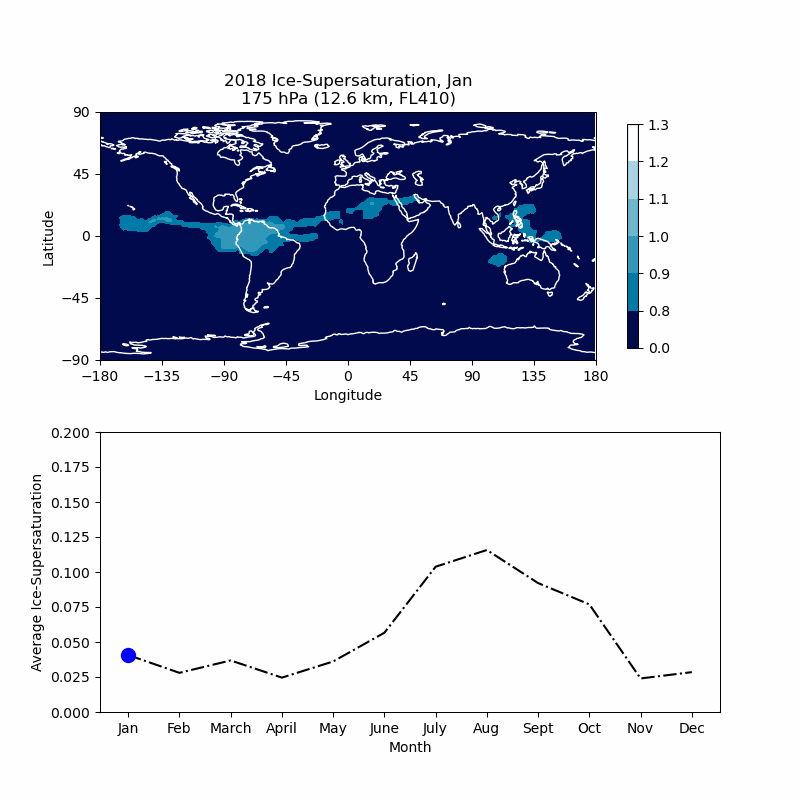 2018 Ice-Supersaturation, Jan
175 hPa (12.6 km, FL410)
90
45
0
−45
−90
Latitude
−180
−135
−90
−45
0
45
90
135
180
Longitude
1.3
1.2
1.1
1.0
0.9
0.8
0.0
0.200
0.175
0.150
0.125
0.100
0.075
0.050
0.025
0.000
Average Ice-Supersaturation
Jan
Feb
March
April
May
June
July
Aug
Sept
Oct
Nov
Dec
Month